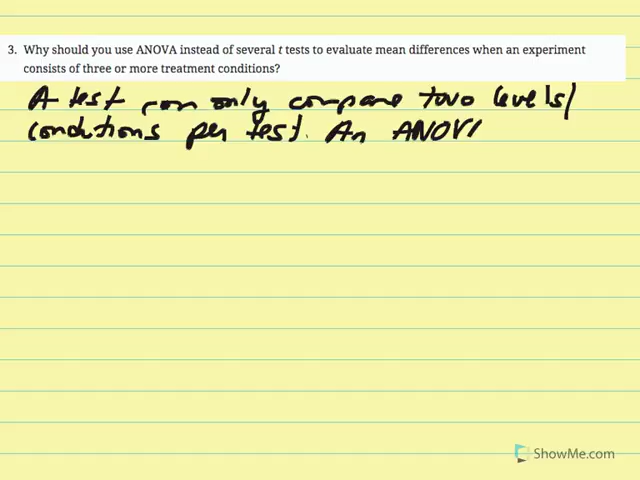 3. Why should you use ANOVA instead of several t tests to evaluate mean differences when an experiment
consists of three or more treatment conditions?
A test can only compare two levels/
conditions per test. An ANOV
ShowMe.com